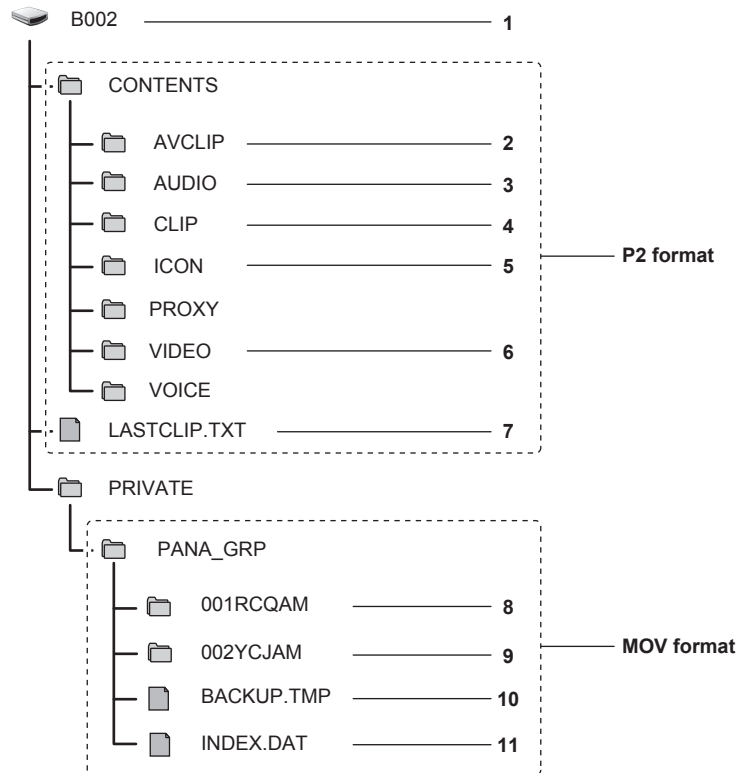 B002 1
CONTENTS
AVCLIP 2
AUDIO 3
CLIP 4
ICON 5
P2 format
PROXY
VIDEO 6
VOICE
LASTCLIP.TXT 7
PRIVATE
PANA_GRP
001RCQAM 8
002YCJAM 9
MOV format
BACKUP.TMP 10
INDEX.DAT 11